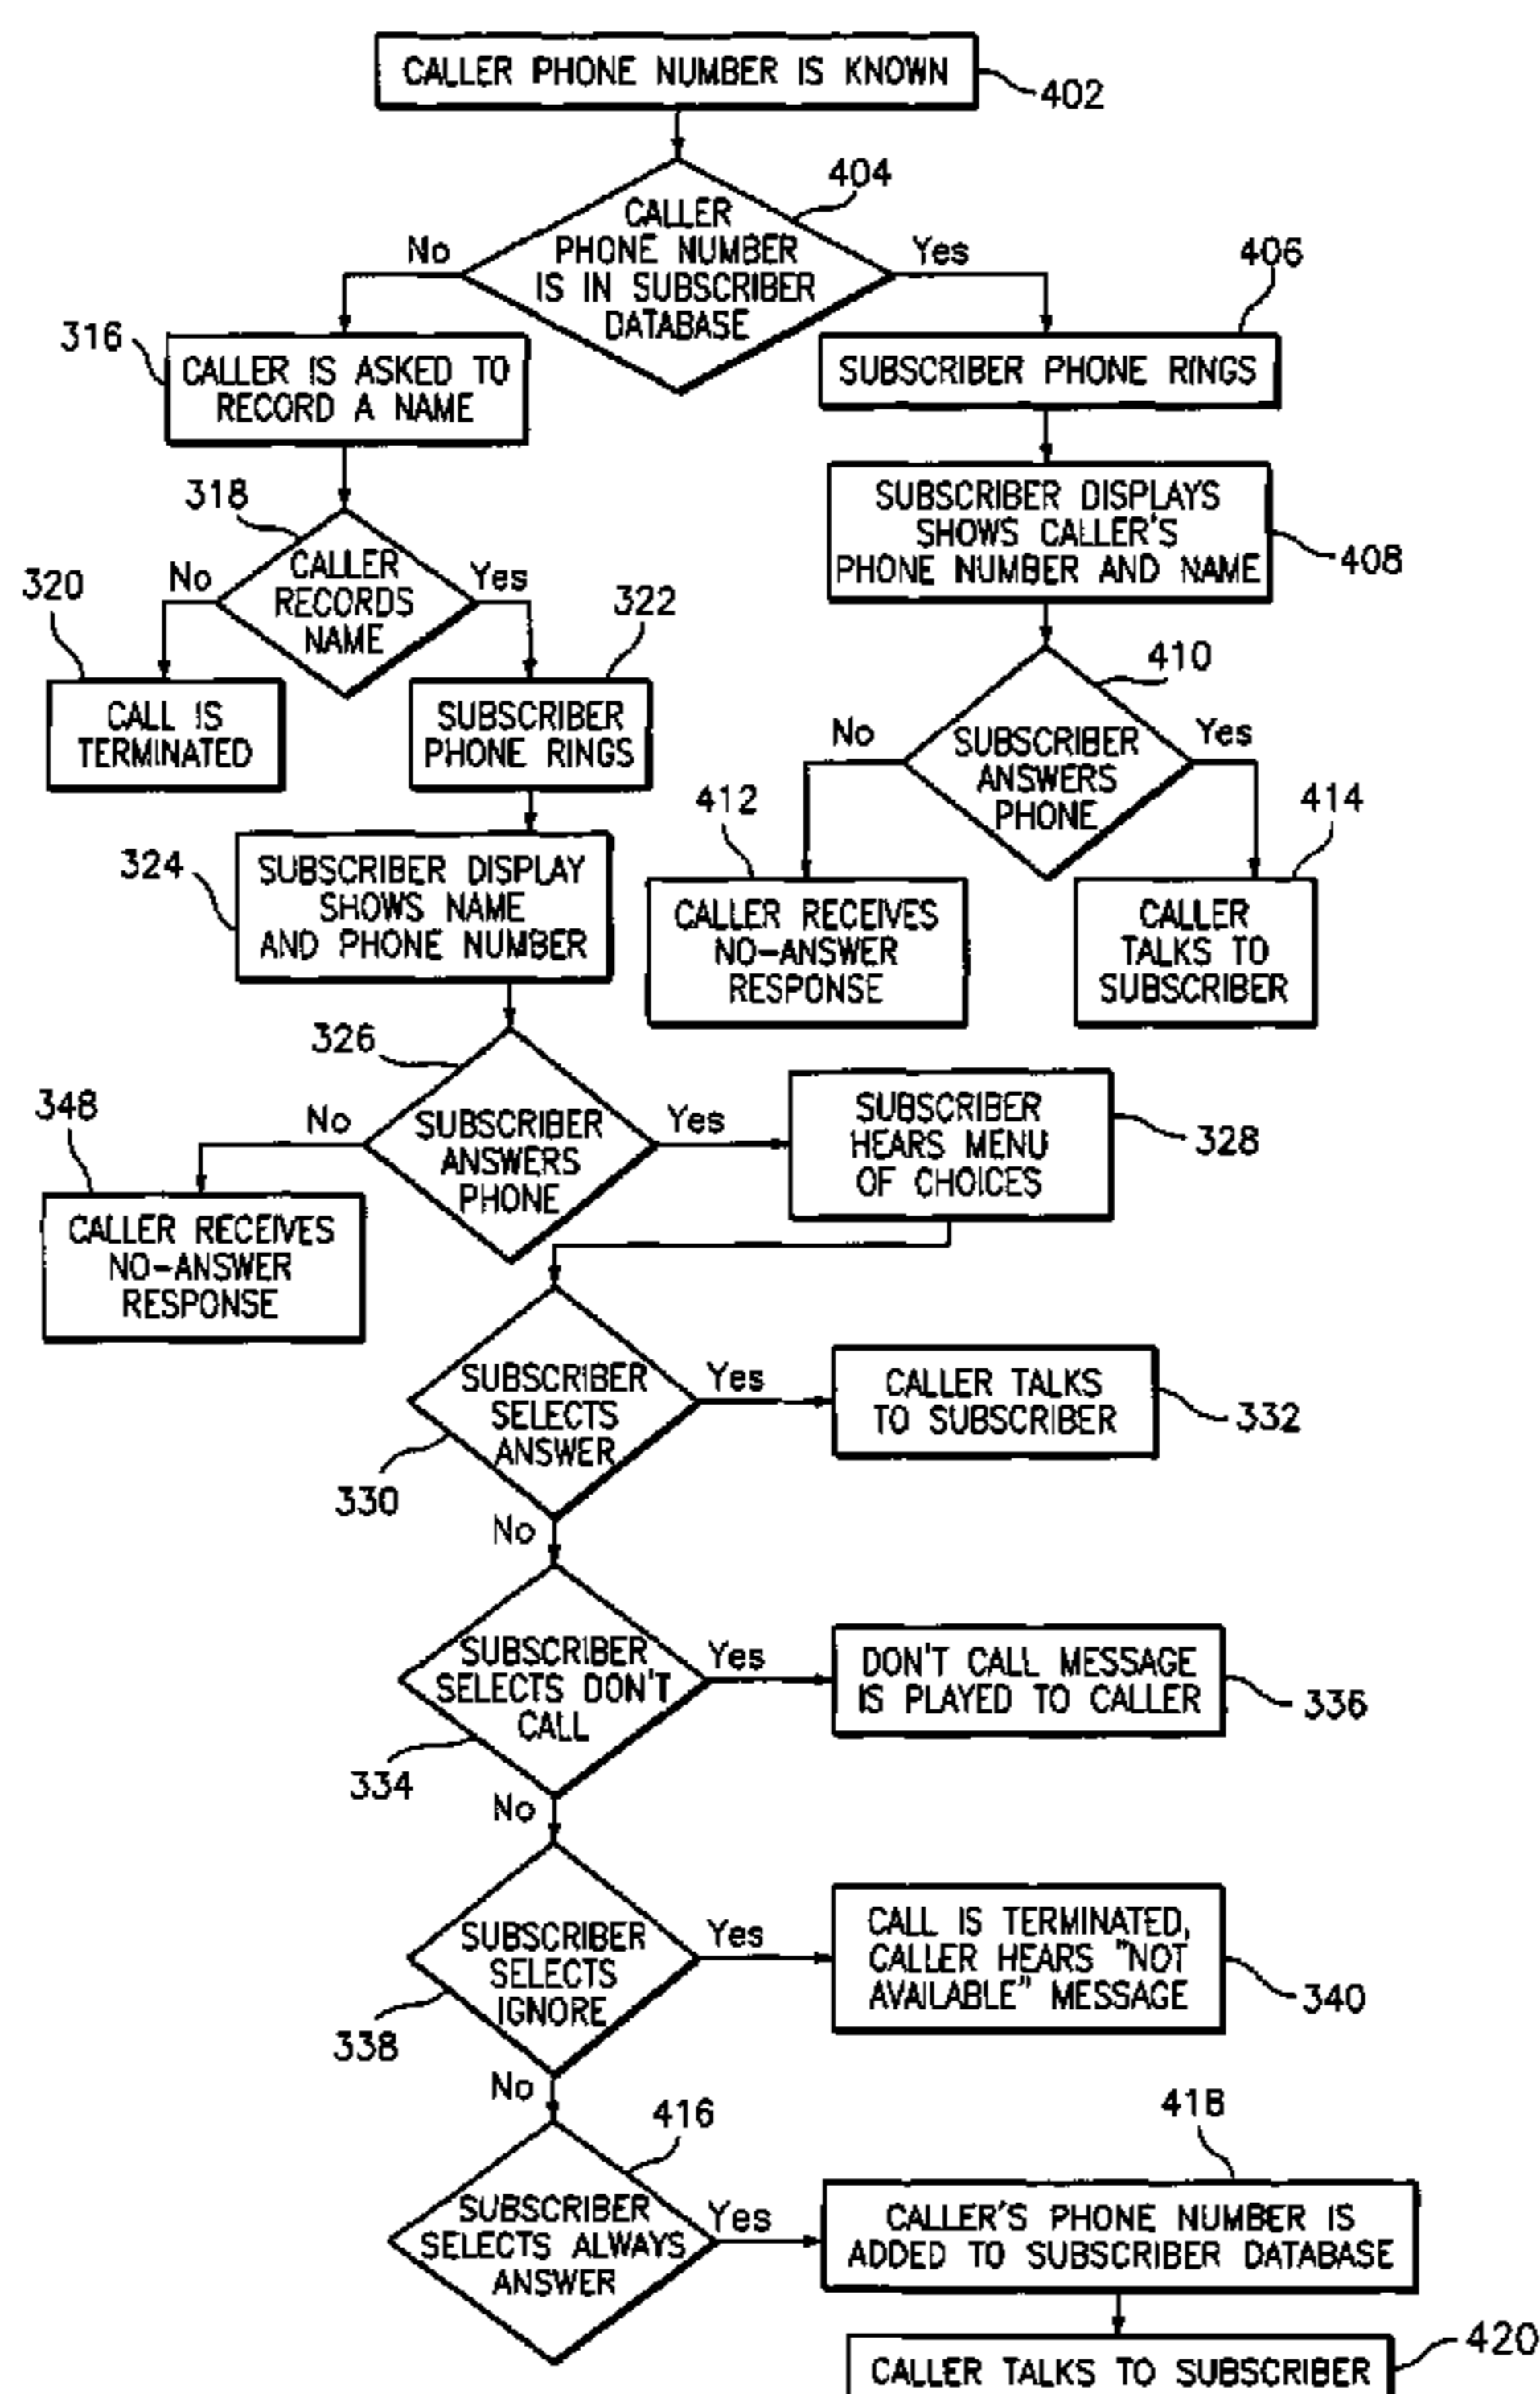 CALLER PHONE NUMBER IS KNOWN
402
404
CALLER
PHONE NUMBER
IS IN SUBSCRIBER
DATABASE
No
Yes
316
CALLER IS ASKED TO
RECORD A NAME
406
SUBSCRIBER PHONE RINGS
318
CALLER
RECORDS
NAME
No
Yes
SUBSCRIBER DISPLAYS
SHOWS CALLER'S
PHONE NUMBER AND NAME
408
320
CALL IS
TERMINATED
322
SUBSCRIBER
PHONE RINGS
410
SUBSCRIBER
ANSWERS
PHONE
No
Yes
324
SUBSCRIBER DISPLAY
SHOWS NAME
AND PHONE NUMBER
412
CALLER RECEIVES
NO-ANSWER
RESPONSE
414
CALLER
TALKS TO
SUBSCRIBER
326
SUBSCRIBER
ANSWERS
PHONE
No
Yes
348
CALLER RECEIVES
NO-ANSWER
RESPONSE
SUBSCRIBER
HEARS MENU
OF CHOICES
328
SUBSCRIBER
SELECTS
ANSWER
330
Yes
CALLER TALKS
TO SUBSCRIBER
332
No
SUBSCRIBER
SELECTS DON'T
CALL
334
Yes
DON'T CALL MESSAGE
IS PLAYED TO CALLER
336
No
SUBSCRIBER
SELECTS
IGNORE
338
Yes
CALL IS TERMINATED,
CALLER HEARS "NOT
AVAILABLE" MESSAGE
340
No
416
SUBSCRIBER
SELECTS ALWAYS
ANSWER
Yes
418
CALLER'S PHONE NUMBER IS
ADDED TO SUBSCRIBER DATABASE
420
CALLER TALKS TO SUBSCRIBER